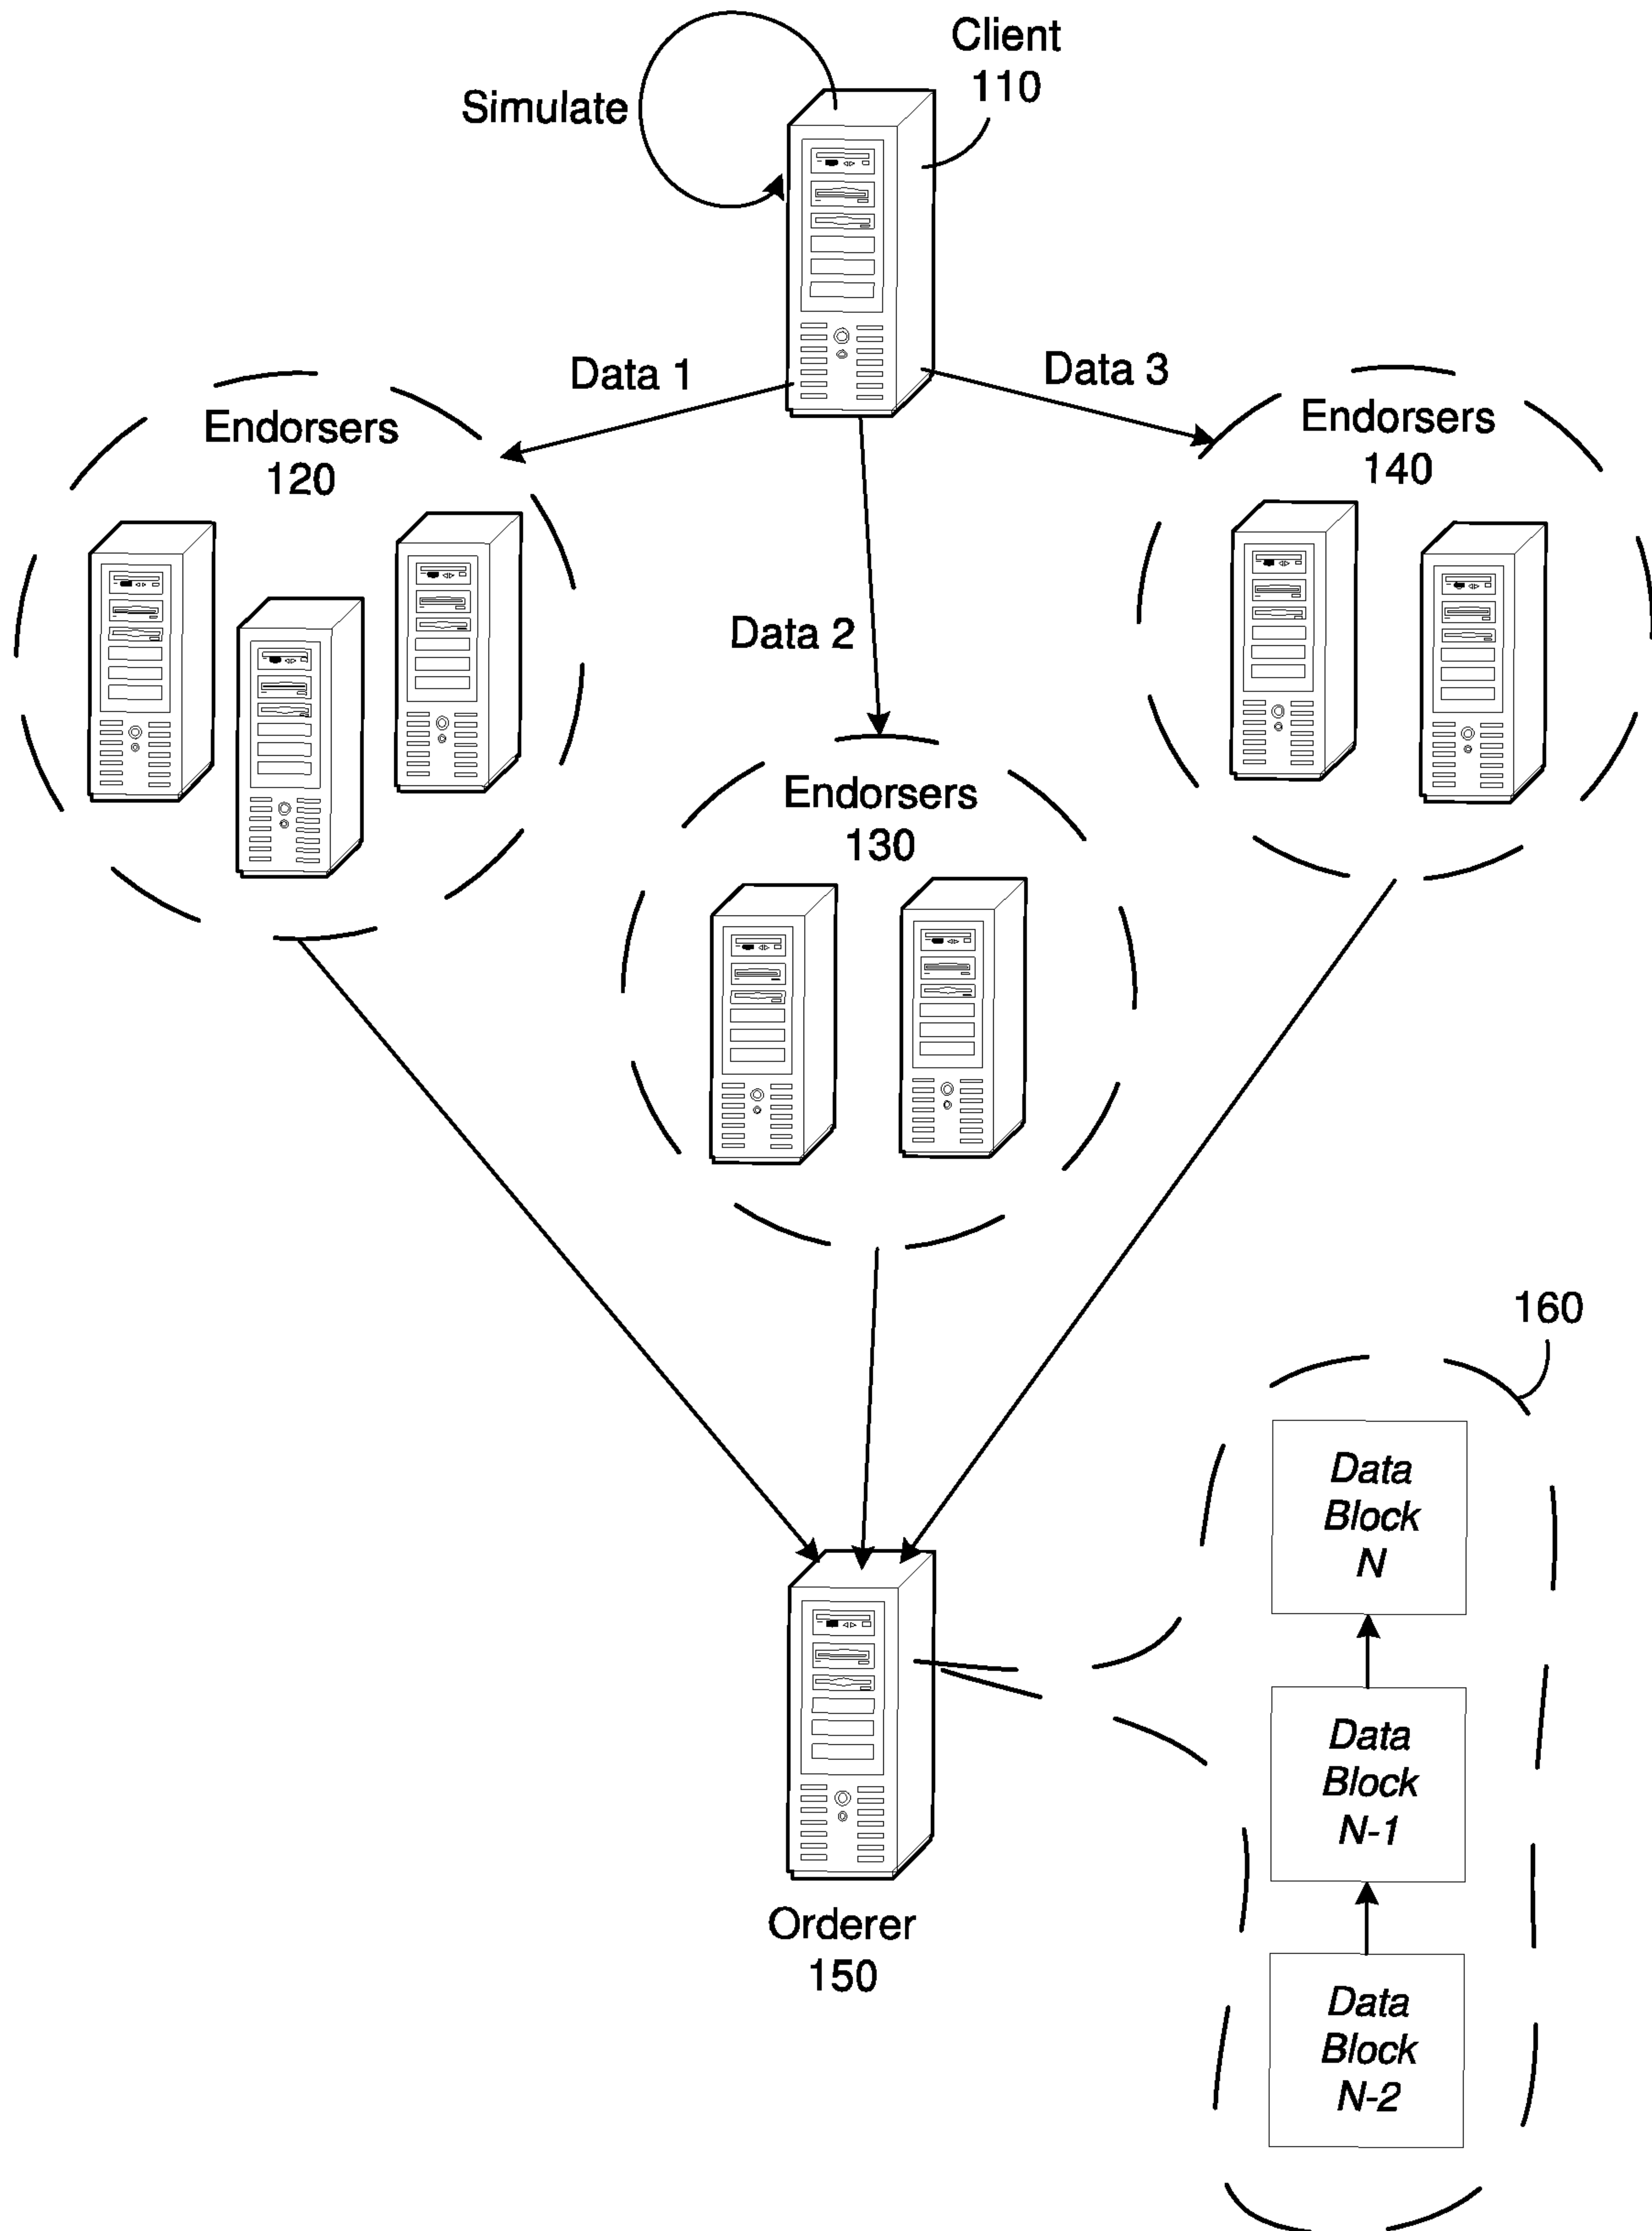 Client
110
Simulate
Data 1
Data 3
Endorsers
120
Endorsers
140
Data 2
Endorsers
130
160
Data
Block
N
Data
Block
N-1
Orderer
150
Data
Block
N-2